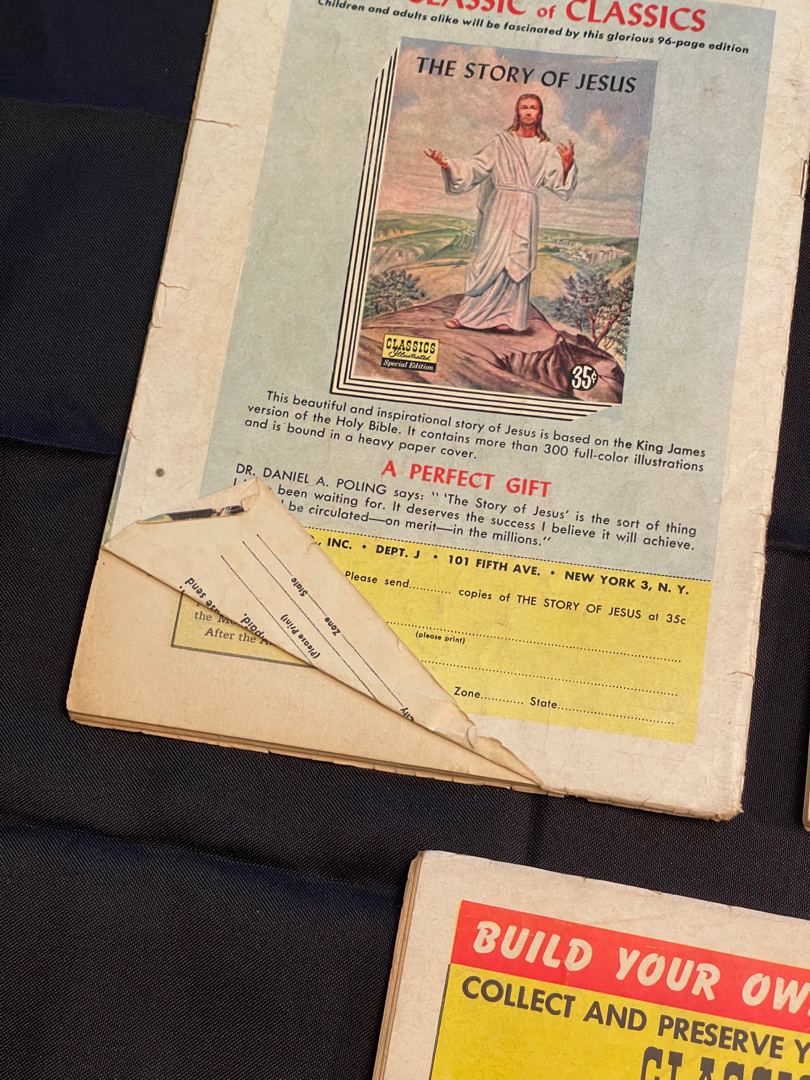 CLASSIC of CLASSICS
Children and adults alike will be fascinated by this glorious 96-page edition
THE STORY OF JESUS
CLASSICS
Illustrated
Special Edition
35¢
This beautiful and inspirational story of Jesus is based on the King James
version of the Holy Bible. It contains more than 300 full-color illustrations
and is bound in a heavy paper cover.
A PERFECT GIFT
DR. DANIEL A. POLING says: "'The Story of Jesus' is the sort of thing
been waiting for. It deserves the success I believe it will achieve.
be circulated—on merit—in the millions."
INC. • DEPT. J • 101 FIFTH AVE. • NEW YORK 3, N. Y.
Please send.......... copies of THE STORY OF JESUS at 35c
(please print)
Zone.......... State..............................
send
(Please Print)
Zone
State
City
the
After the
BUILD YOUR
COLLECT AND PRESERVE